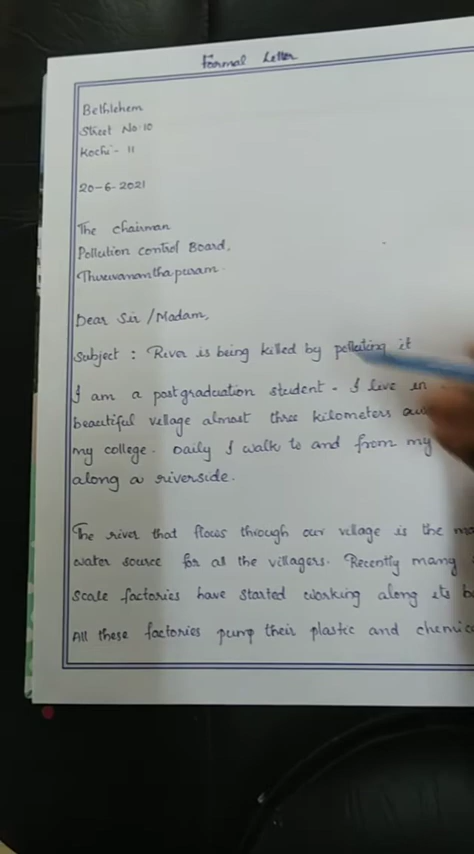 Formal Letter
Bethlehem
Street No: 10
Kochi - 11
20-6-2021
The chairman
Pollution control Board,
Thiruvananthapuram.
Dear Sir / Madam,
Subject : River is being killed by polluting it
I am a postgraduation student - I live in
beautiful village almost three kilometers
my college. Daily I walk to and from my
along a riverside.
The river that flows through our village is the
water source for all the villagers. Recently many
scale factories have started working along its
All these factories pump their plastic and